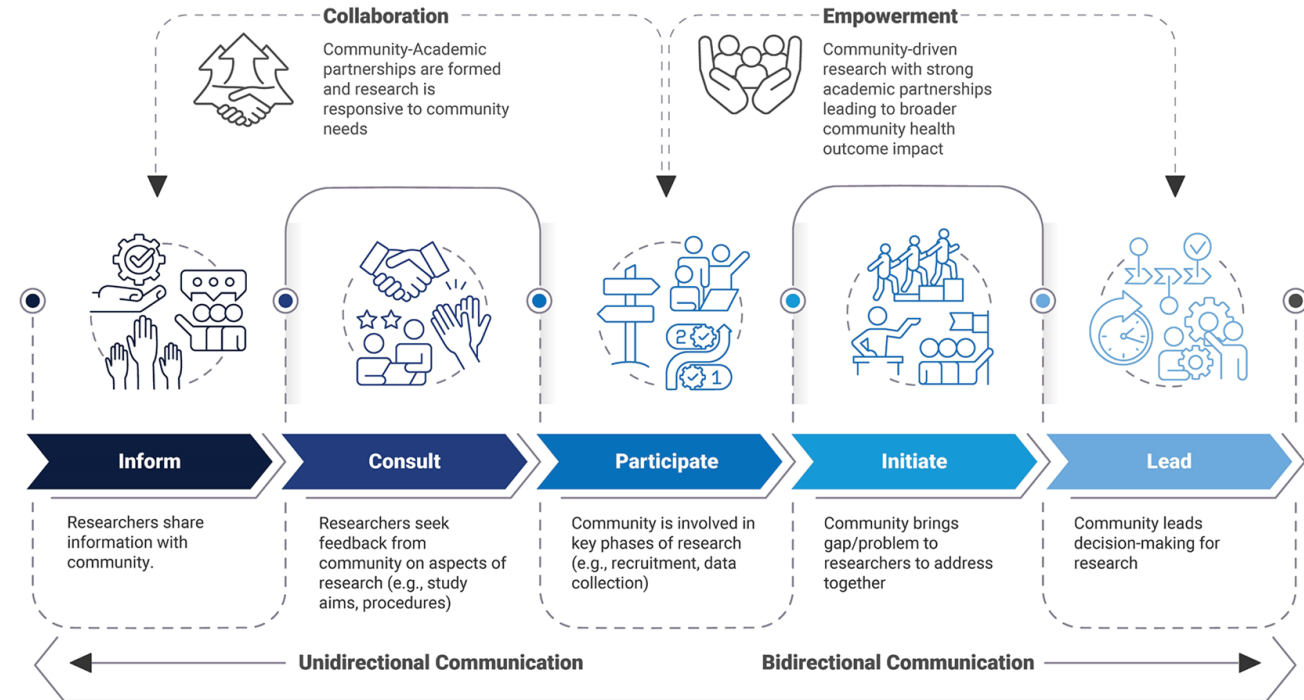 Collaboration
Community-Academic
partnerships are formed
and research is
responsive to community
needs
Empowerment
Community-driven
research with strong
academic partnerships
leading to broader
community health
outcome impact
2
1
Inform
Consult
Participate
Initiate
Lead
Researchers share
information with
community.
Researchers seek
feedback from
community on aspects of
research (e.g., study
aims, procedures)
Community is involved in
key phases of research
(e.g., recruitment, data
collection)
Community brings
gap/problem to
researchers to address
together
Community leads
decision-making for
research
Unidirectional Communication
Bidirectional Communication